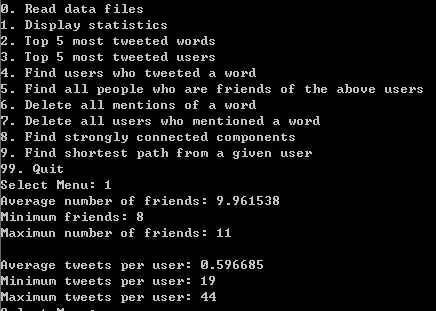 0. Read data files
1. Display statistics
2. Top 5 most tweeted words
3. Top 5 most tweeted users
4. Find users who tweeted a word
5. Find all people who are friends of the above users
6. Delete all mentions of a word
7. Delete all users who mentioned a word
8. Find strongly connected components
9. Find shortest path from a given user
99. Quit
Select Menu: 1
Average number of friends: 9.961538
Minimum friends: 8
Maximun number of friends: 11
Average tweets per user: 0.596685
Minimum tweets per user: 19
Maximum tweets per user: 44
Select Menu: